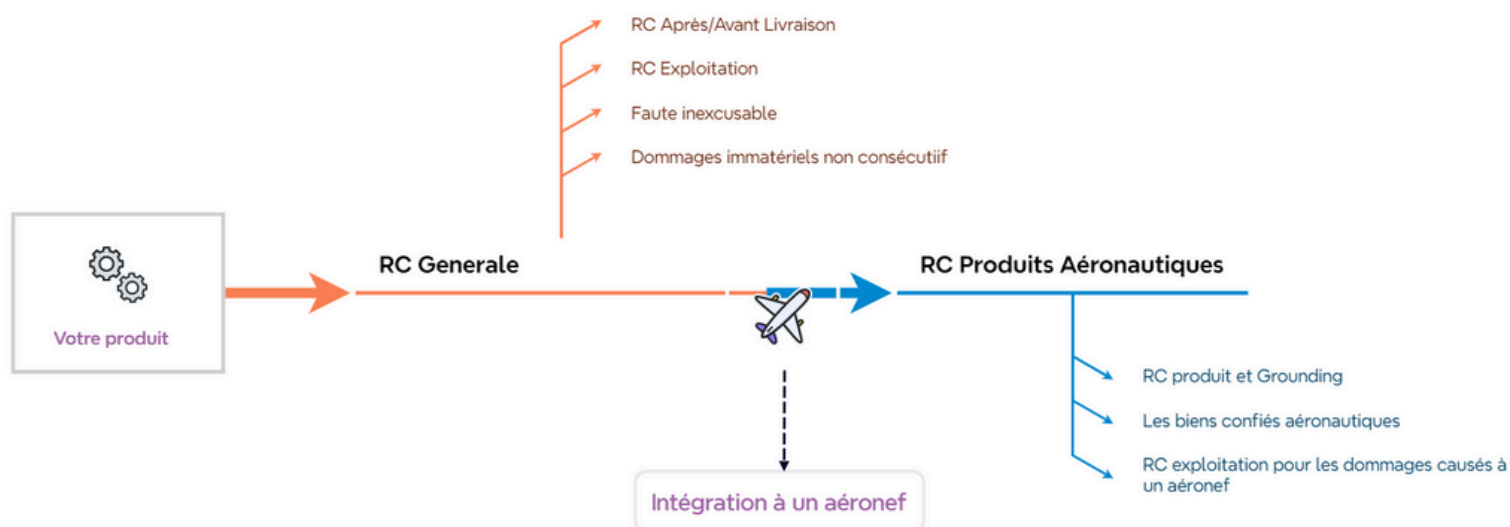 RC Après/Avant Livraison
RC Exploitation
Faute inexcusable
Dommages immatériels non consécutiif
RC Generale
RC Produits Aéronautiques
Votre produit
RC produit et Grounding
Les biens confiés aéronautiques
RC exploitation pour les dommages causés à
un aéronef
Intégration à un aéronef